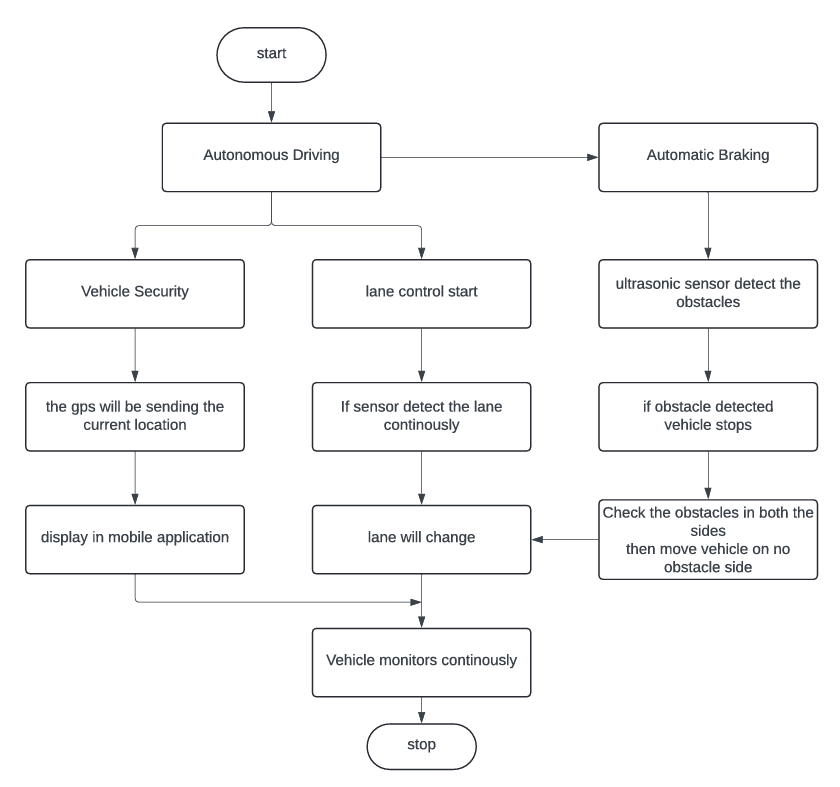 start
Autonomous Driving
Automatic Braking
Vehicle Security
lane control start
ultrasonic sensor detect the
obstacles
the gps will be sending the
current location
If sensor detect the lane
continously
if obstacle detected
vehicle stops
display in mobile application
lane will change
Check the obstacles in both the
sides
then move vehicle on no
obstacle side
Vehicle monitors continously
stop